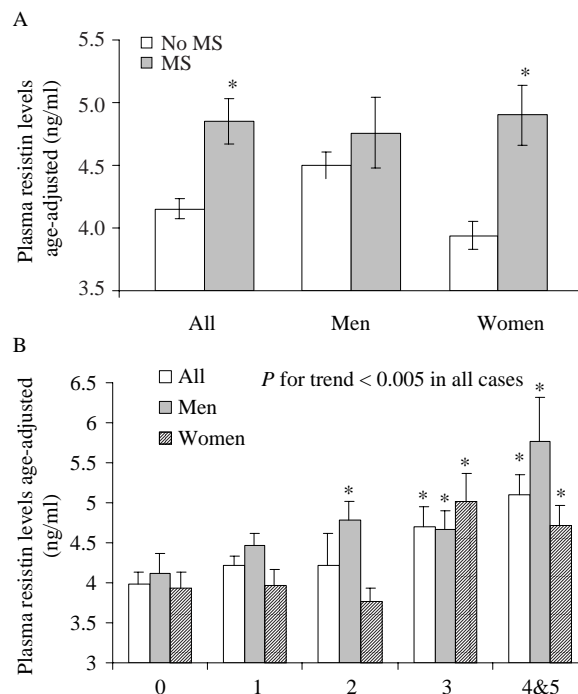 A
No MS
MS
Plasma resistin levels
age-adjusted (ng/ml)
5.5
5.0
4.5
4.0
3.5
*
*
All
Men
Women
B
All
Men
Women
P for trend < 0.005 in all cases
Plasma resistin levels age-adjusted
(ng/ml)
6.5
6
5.5
5
4.5
4
3.5
3
*
*
*
*
*
*
*
0
1
2
3
4&5